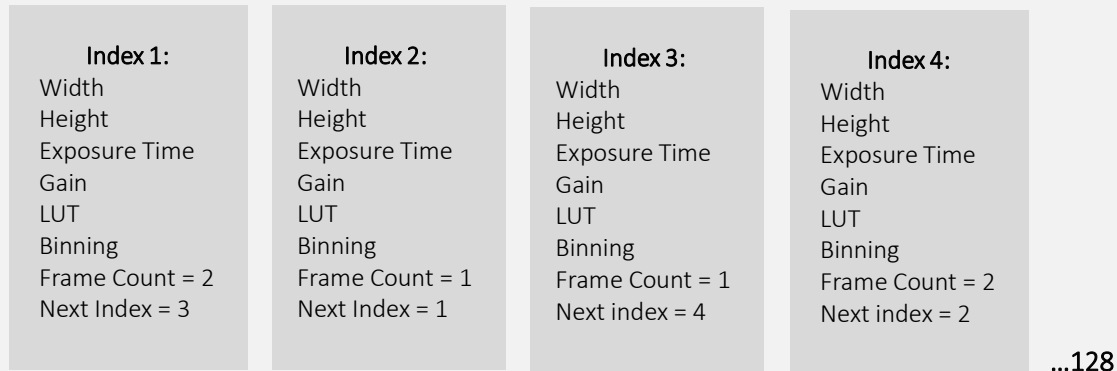 Index 1:
Width
Height
Exposure Time
Gain
LUT
Binning
Frame Count = 2
Next Index = 3
Index 2:
Width
Height
Exposure Time
Gain
LUT
Binning
Frame Count = 1
Next Index = 1
Index 3:
Width
Height
Exposure Time
Gain
LUT
Binning
Frame Count = 1
Next index = 4
Index 4:
Width
Height
Exposure Time
Gain
LUT
Binning
Frame Count = 2
Next index = 2
...128